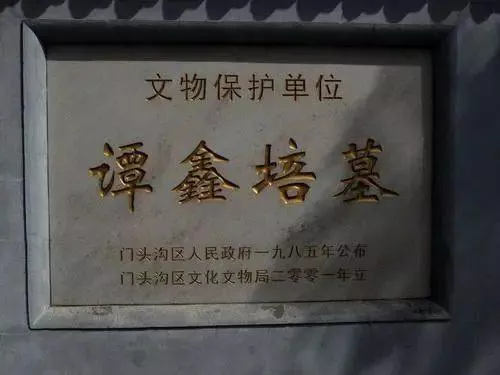 文物保护单位
谭鑫培墓
门头沟区人民政府一九八五年公布
门头沟区文化文物局二零零一年立